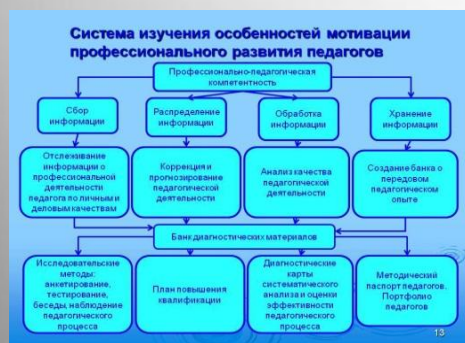 Система изучения особенностей мотивации
профессионального развития педагогов
Профессионально-педагогическая
компетентность
Сбор
информации
Распределение
информации
Обработка
информации
Хранение
информации
Отслеживание
информации о
профессиональной
деятельности
педагога по личным и
деловым качествам
Коррекция и
прогнозирование
педагогической
деятельности
Анализ качества
педагогической
деятельности
Создание банка о
передовом
педагогическом
опыте
Банк диагностических материалов
Исследовательские
методы:
анкетирование,
тестирование,
беседы, наблюдение
педагогического
процесса
План повышения
квалификации
Диагностические
карты
систематического
анализа и оценки
эффективности
педагогического
процесса
Методический
паспорт педагогов.
Портфолио
педагогов
13